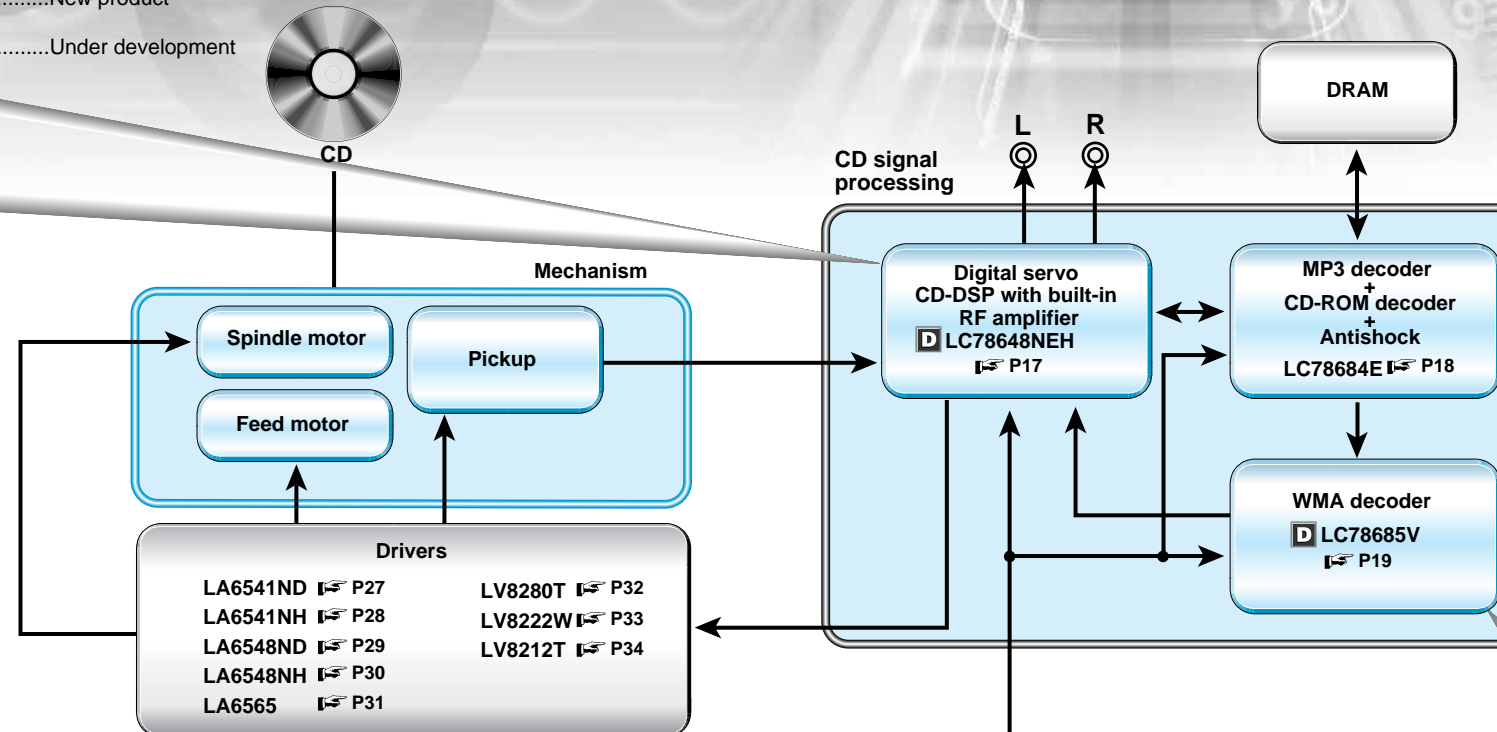 .........New product
.........Under development
CD
L R
DRAM
CD signal
processing
Mechanism
Spindle motor
Feed motor
Pickup
Digital servo
CD-DSP with built-in
RF amplifier
D LC78648NEH
☞ P17
MP3 decoder
+
CD-ROM decoder
+
Antishock
LC78684E ☞ P18
WMA decoder
D LC78685V
☞ P19
Drivers
LA6541ND ☞ P27
LA6541NH ☞ P28
LA6548ND ☞ P29
LA6548NH ☞ P30
LA6565 ☞ P31
LV8280T ☞ P32
LV8222W ☞ P33
LV8212T ☞ P34